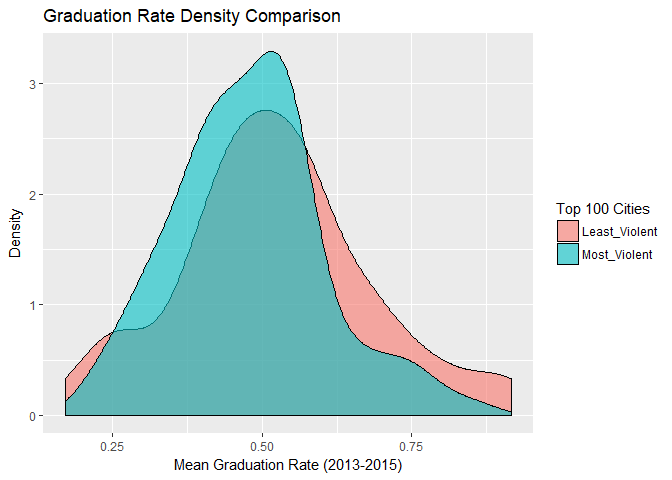 Graduation Rate Density Comparison
3
2
1
0
Density
0.25 0.50 0.75
Mean Graduation Rate (2013-2015)
Top 100 Cities
Least_Violent
Most_Violent